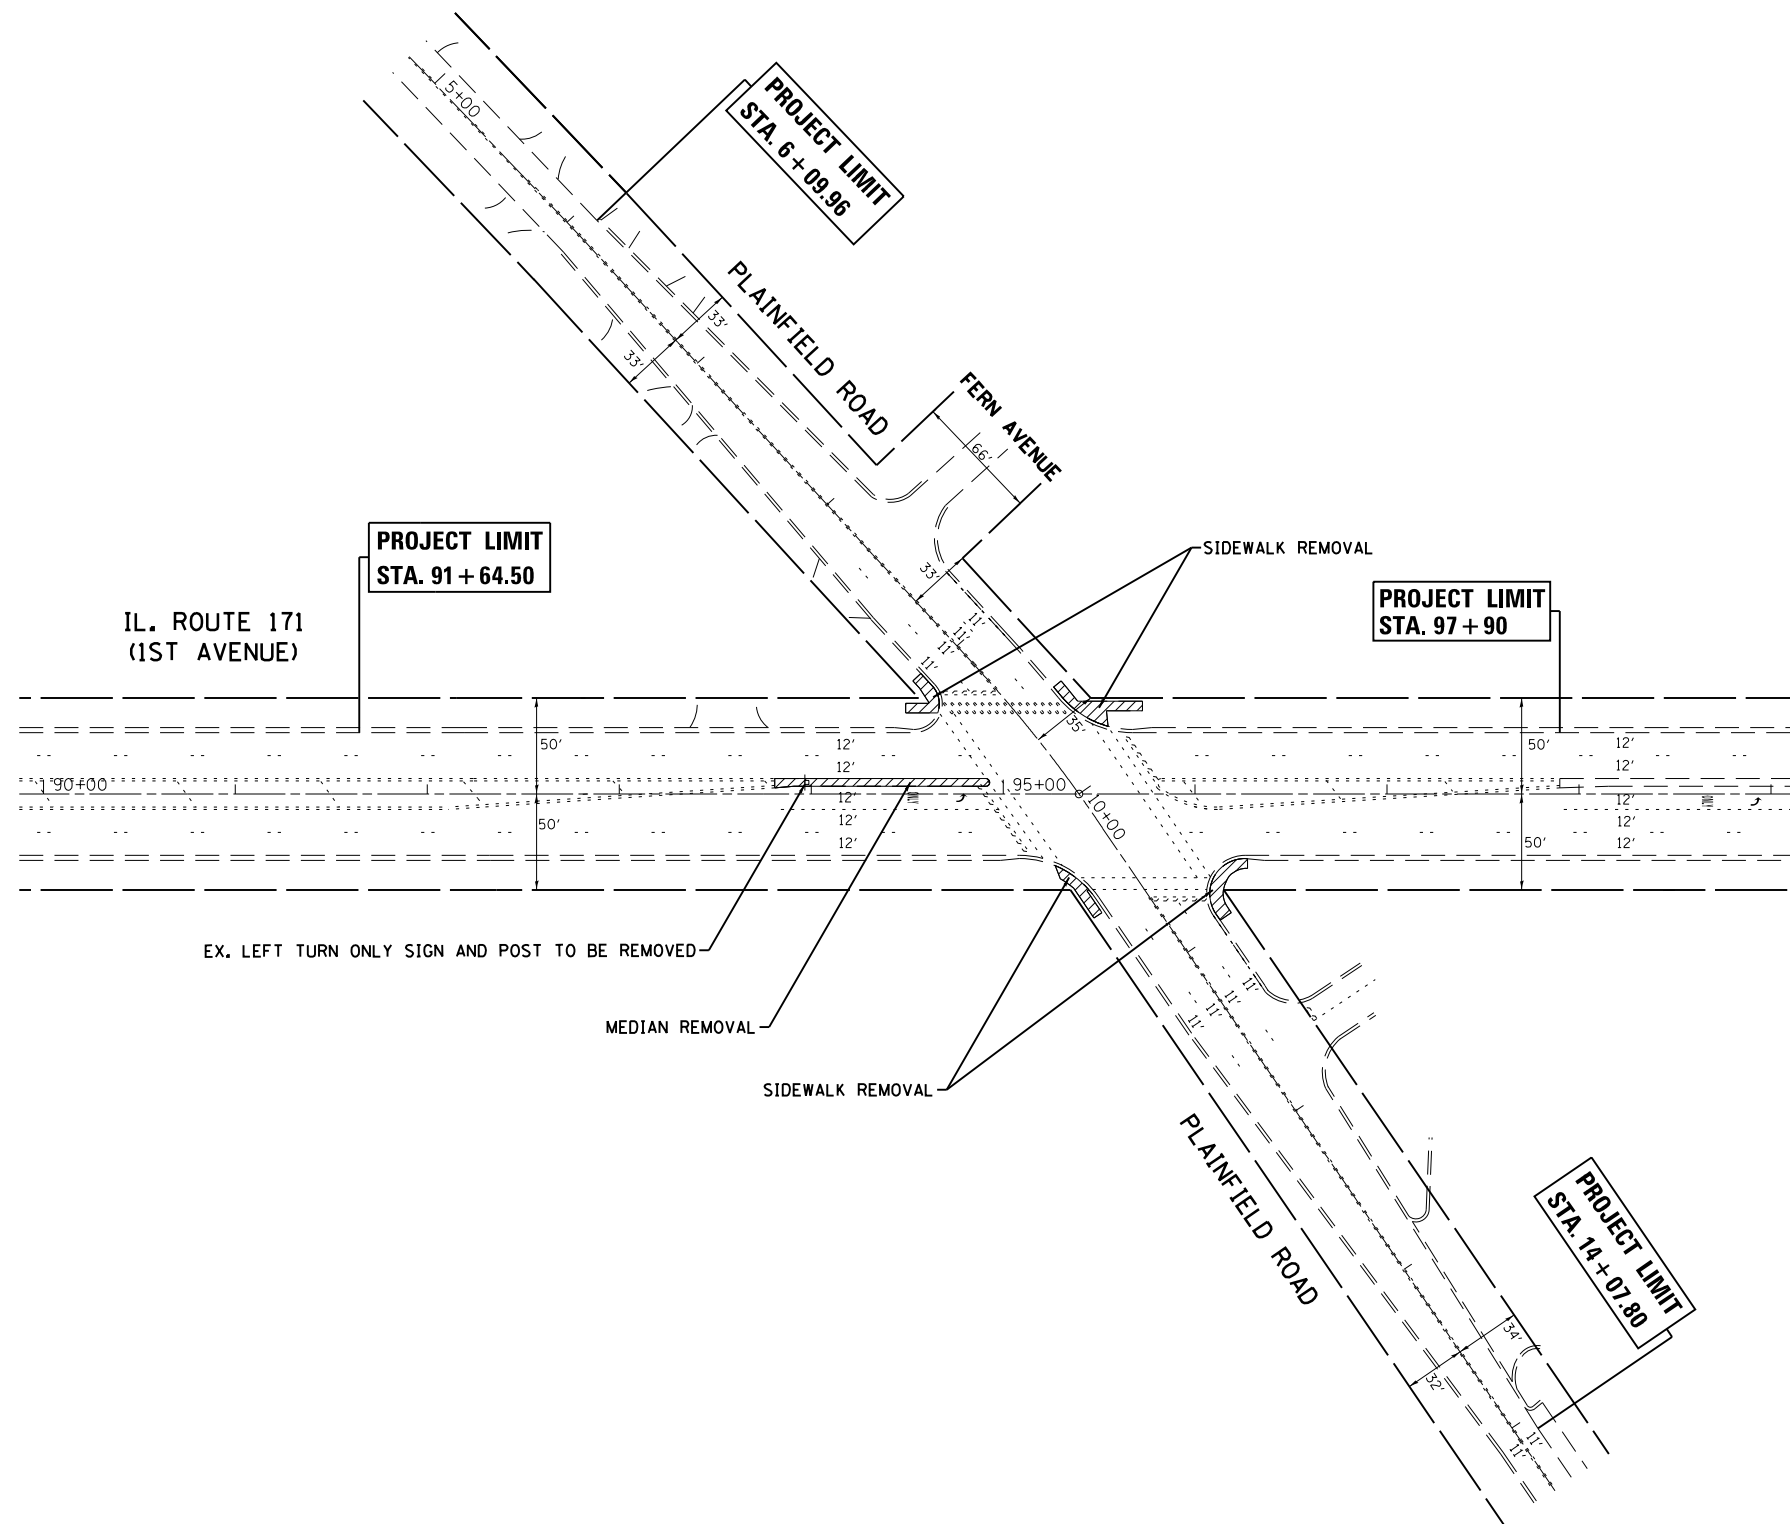 5+00
PROJECT LIMIT
STA. 6+09.96
33'
33'
PLAINFIELD ROAD
FERN AVENUE
66'
33'
PROJECT LIMIT
STA. 91+64.50
SIDEWALK REMOVAL
IL. ROUTE 171
(1ST AVENUE)
PROJECT LIMIT
STA. 97+90
11'
11'
11'
11'
35'
50'
12'
12'
50'
12'
12'
90+00
95+00
10+00
12'
12'
12'
50'
12'
12'
12'
50'
EX. LEFT TURN ONLY SIGN AND POST TO BE REMOVED
MEDIAN REMOVAL
SIDEWALK REMOVAL
11'
11'
11'
11'
PLAINFIELD ROAD
PROJECT LIMIT
STA. 14+07.80
34'
32'
11'
11'